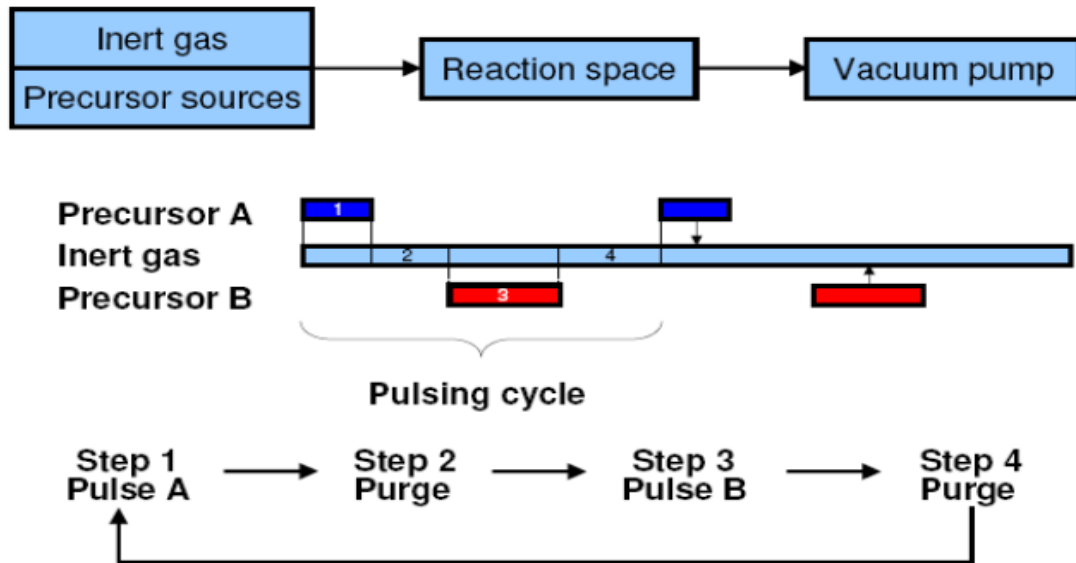 Inert gas
Precursor sources
Reaction space
Vacuum pump
Precursor A
1
Inert gas
2
4
Precursor B
3
Pulsing cycle
Step 1
Pulse A
Step 2
Purge
Step 3
Pulse B
Step 4
Purge